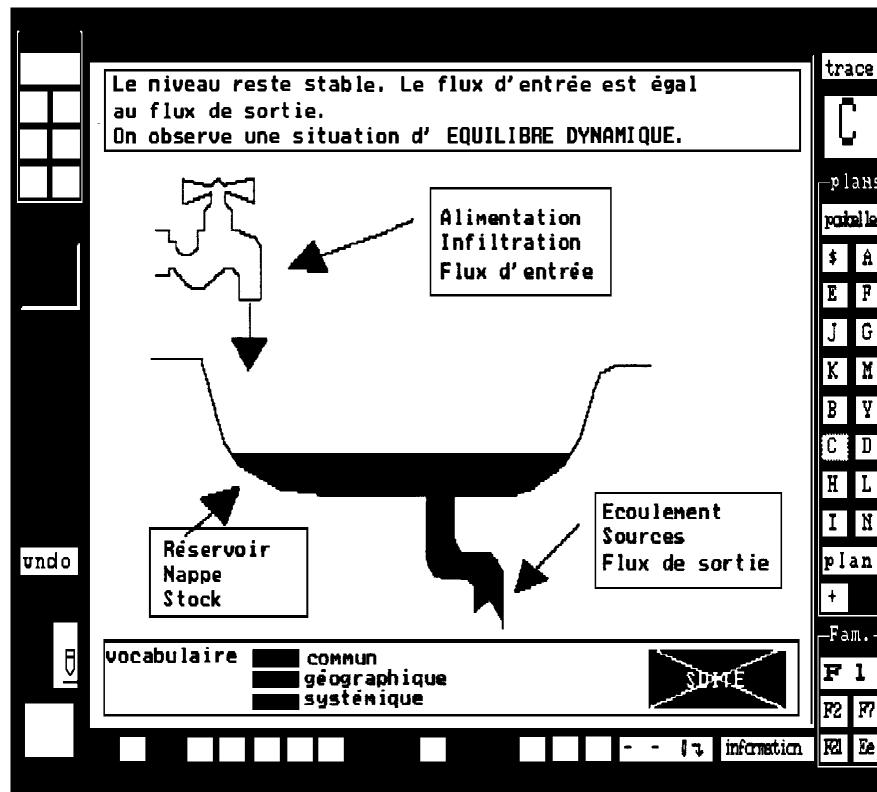 Le niveau reste stable. Le flux d'entrée est égal
au flux de sortie.
On observe une situation d' EQUILIBRE DYNAMIQUE.
Alimentation
Infiltration
Flux d'entrée
Réservoir
Nappe
Stock
Ecoulement
Sources
Flux de sortie
vocabulaire
commun
géographique
systémique
SUITE
undo
trace
C
plans
$ A
E F
J G
K M
B Y
C D
H L
I N
plan
+
Fam.
F 1
F2 F7
Ee
- -
information